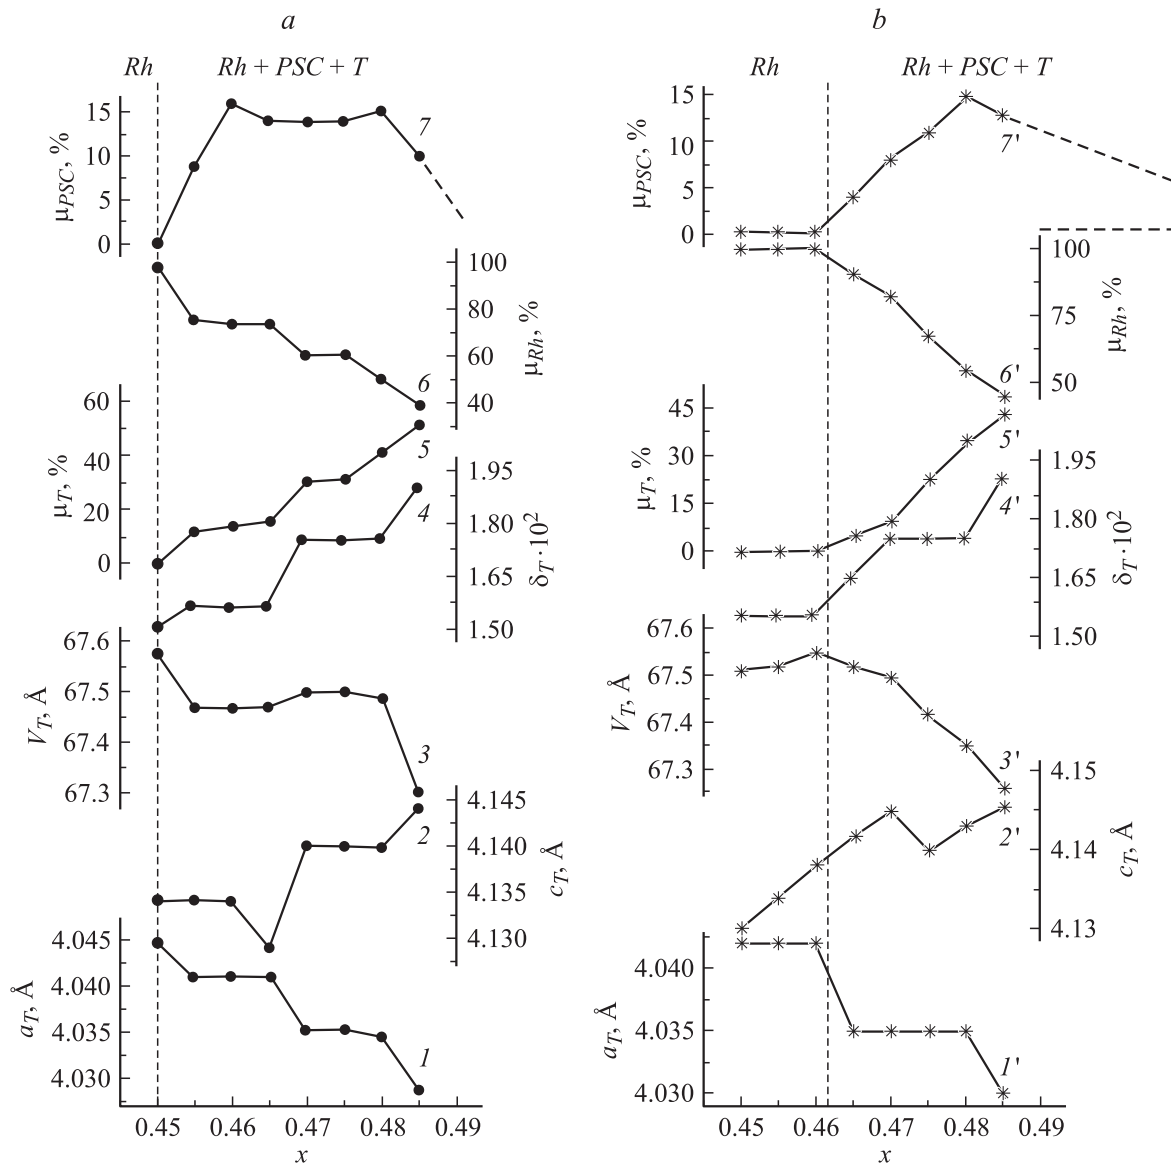 a
Rh
Rh + PSC + T
μPSC, %
15
10
5
0
7
100
80
60
40
μRh, %
6
60
40
20
0
μT, %
5
1.95
1.80
1.65
1.50
δT·10²
4
67.6
67.5
67.4
67.3
VT, Å
3
4.145
4.140
4.135
4.130
cT, Å
2
4.045
4.040
4.035
4.030
aT, Å
1
0.45 0.46 0.47 0.48 0.49
x
b
Rh
Rh + PSC + T
μPSC, %
15
10
5
0
7'
100
75
50
μRh, %
6'
45
30
15
0
μT, %
5'
1.95
1.80
1.65
1.50
δT·10²
4'
67.6
67.5
67.4
67.3
VT, Å
3'
4.15
4.14
4.13
cT, Å
2'
4.040
4.035
4.030
aT, Å
1'
0.45 0.46 0.47 0.48 0.49
x